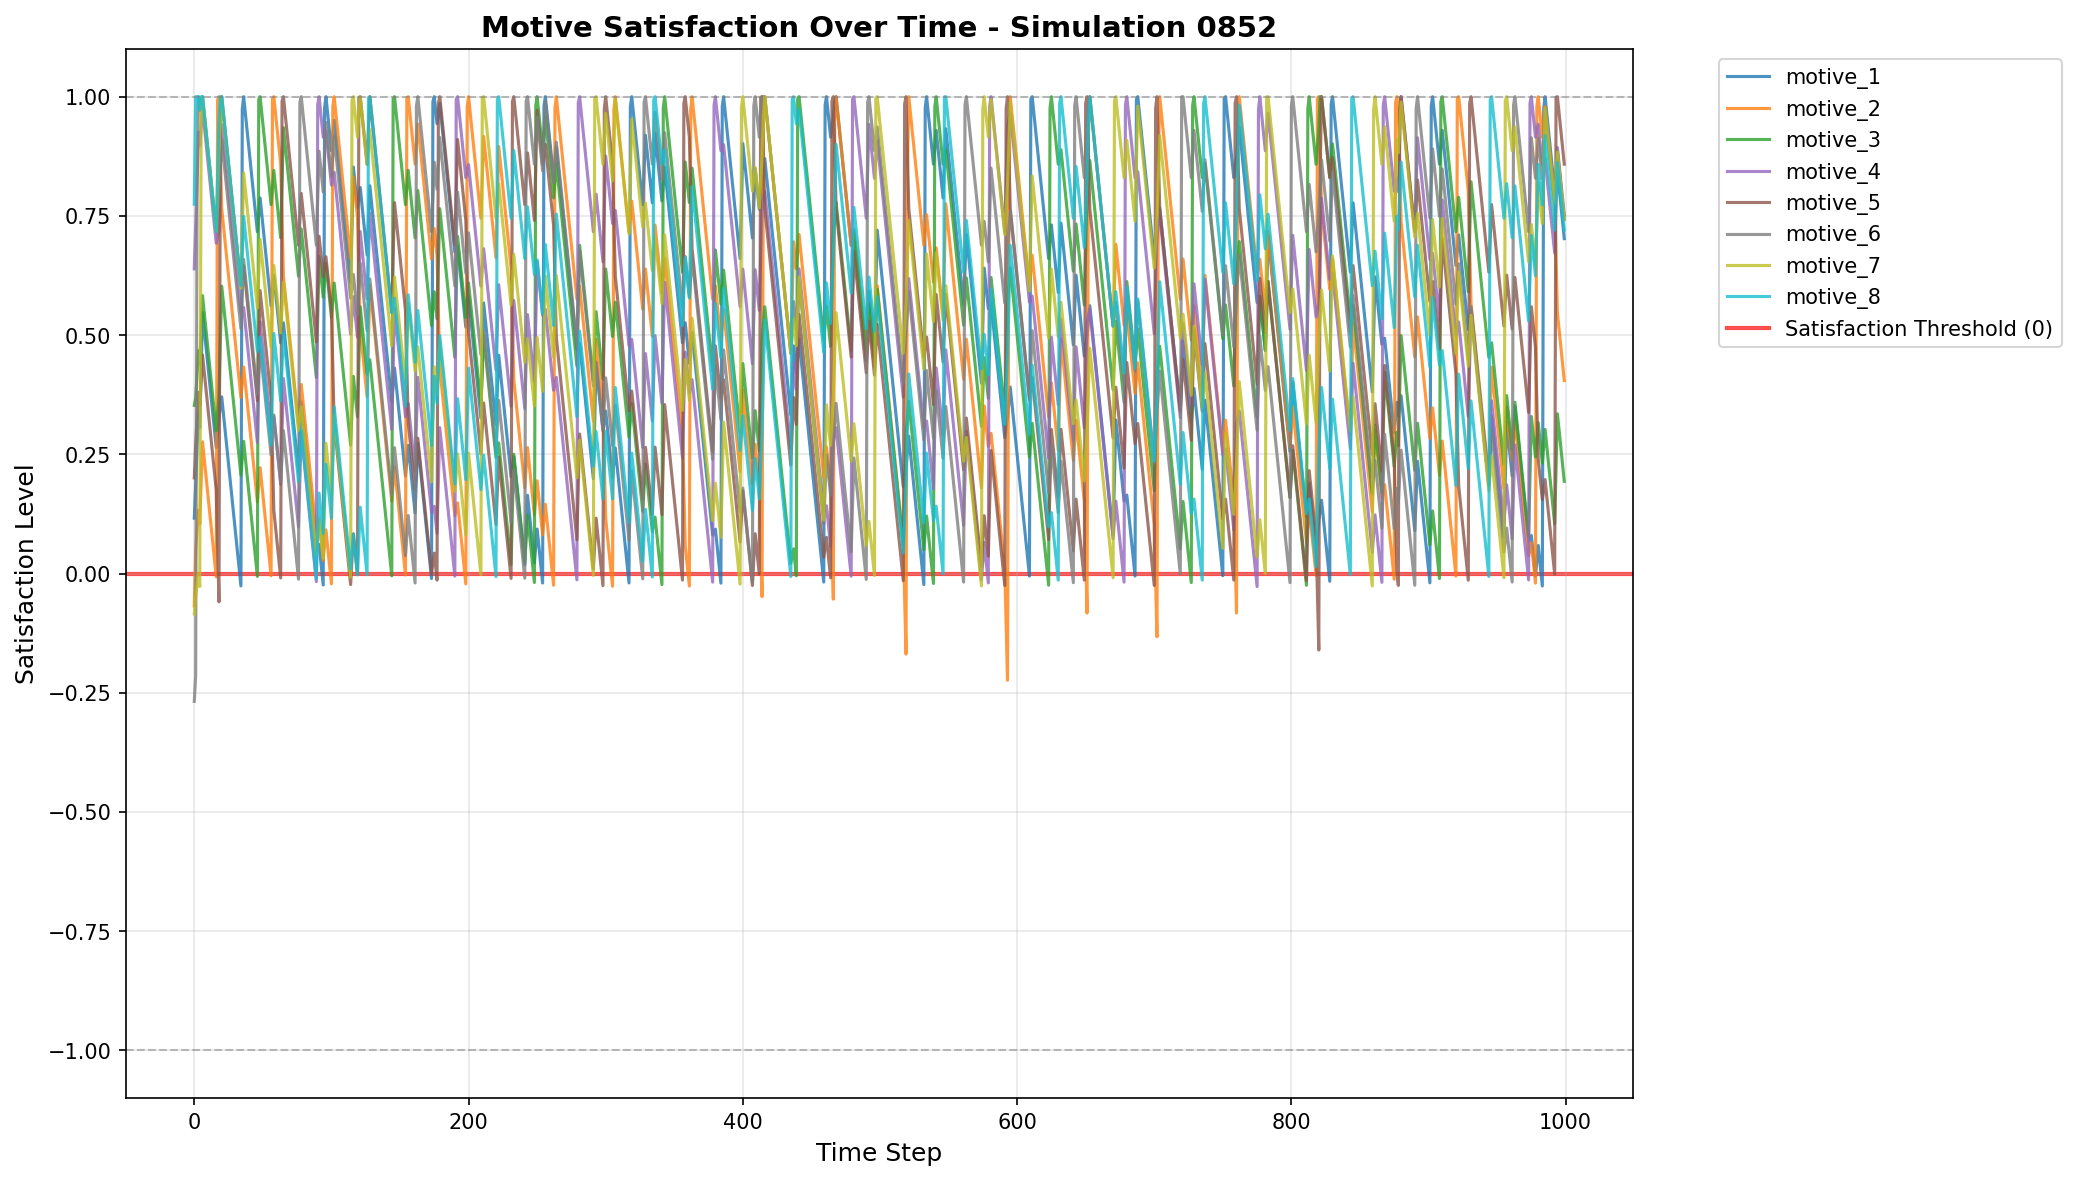 Motive Satisfaction Over Time - Simulation 0852
Satisfaction Level
1.00
0.75
0.50
0.25
0.00
−0.25
−0.50
−0.75
−1.00
0
200
400
600
800
1000
Time Step
motive_1
motive_2
motive_3
motive_4
motive_5
motive_6
motive_7
motive_8
Satisfaction Threshold (0)